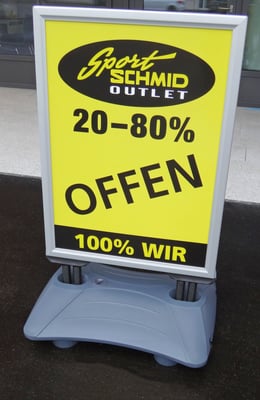 Sport
SCHMID
OUTLET
20-80%
OFFEN
100% WIR